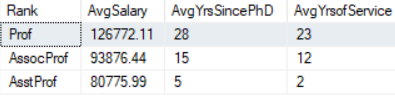 Rank AvgSalary AvgYrsSincePhD AvgYrsofService
Prof 126772.11 28 23
AssocProf 93876.44 15 12
AsstProf 80775.99 5 2